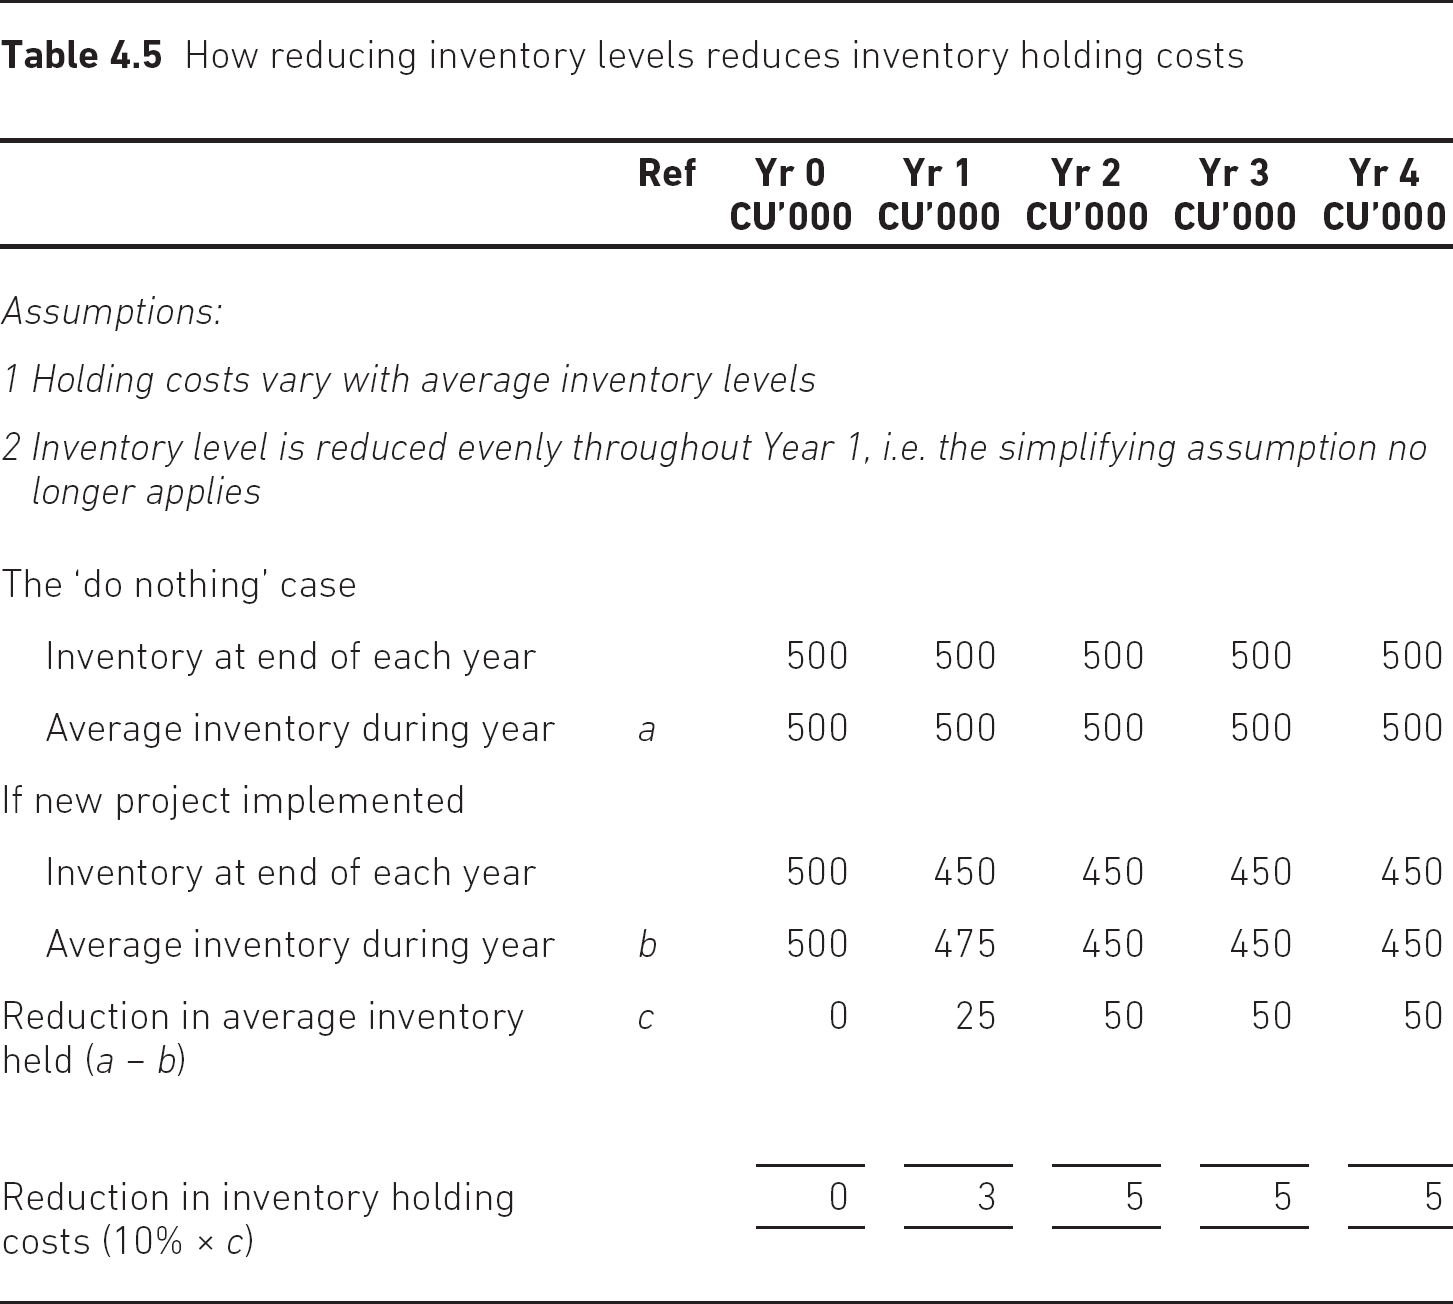 Table 4.5 How reducing inventory levels reduces inventory holding costs
Ref Yr 0 Yr 1 Yr 2 Yr 3 Yr 4
CU’000 CU’000 CU’000 CU’000 CU’000
Assumptions:
1 Holding costs vary with average inventory levels
2 Inventory level is reduced evenly throughout Year 1, i.e. the simplifying assumption no
longer applies
The ‘do nothing’ case
Inventory at end of each year 500 500 500 500 500
Average inventory during year a 500 500 500 500 500
If new project implemented
Inventory at end of each year 500 450 450 450 450
Average inventory during year b 500 475 450 450 450
Reduction in average inventory c 0 25 50 50 50
held (a – b)
Reduction in inventory holding 0 3 5 5 5
costs (10% × c)